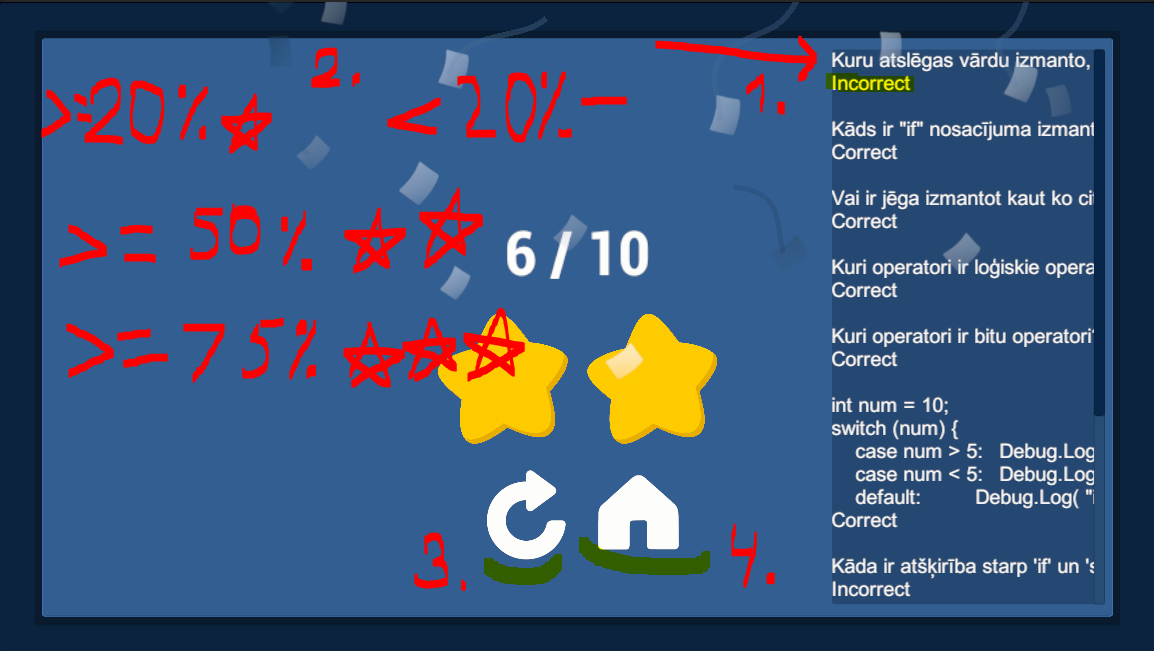 >=20%
2.
<20%-
1.
>= 50%
>= 75%
6 / 10
3.
4.
Kuru atslēgas vārdu izmanto,
Incorrect
Kāds ir "if" nosacījuma
Correct
Vai ir jēga izmantot kaut ko
Correct
Kuri operatori ir loģiskie
Correct
Kuri operatori ir bitu operatori
Correct
int num = 10;
switch (num) {
case num > 5: Debug.Log
case num < 5: Debug.Log
default: Debug.Log( "
Correct
Kāda ir atšķirība starp 'if' un
Incorrect